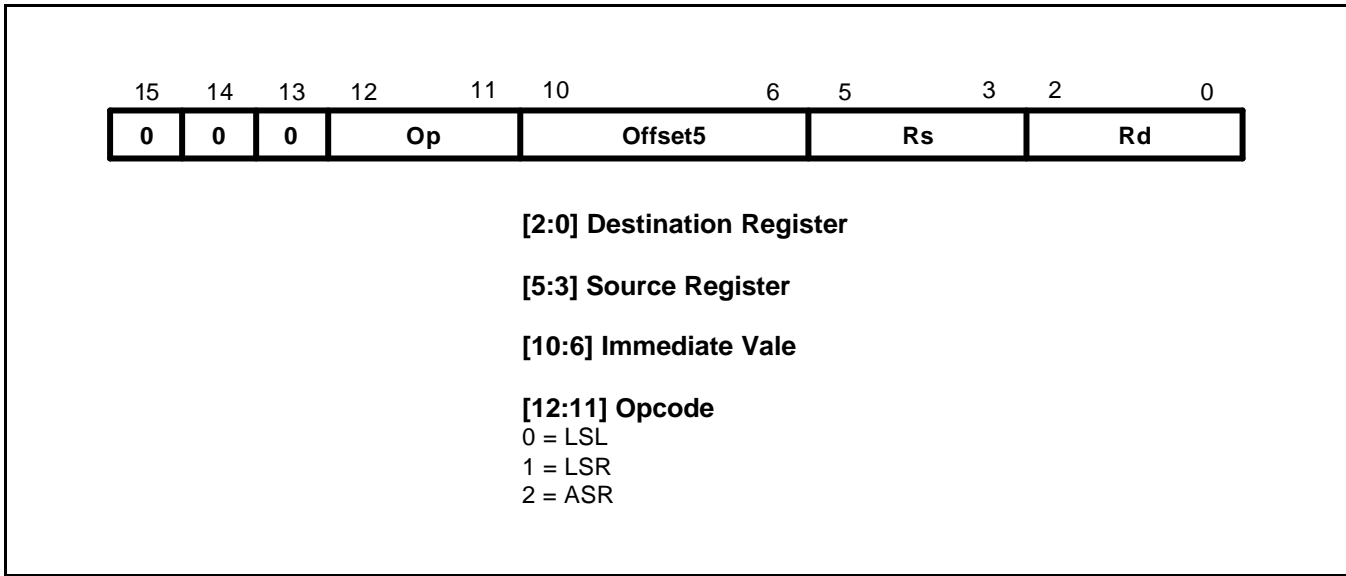 15 14 13 12 11 10 6 5 3 2 0
0 0 0 Op Offset5 Rs Rd
[2:0] Destination Register
[5:3] Source Register
[10:6] Immediate Vale
[12:11] Opcode
0 = LSL
1 = LSR
2 = ASR